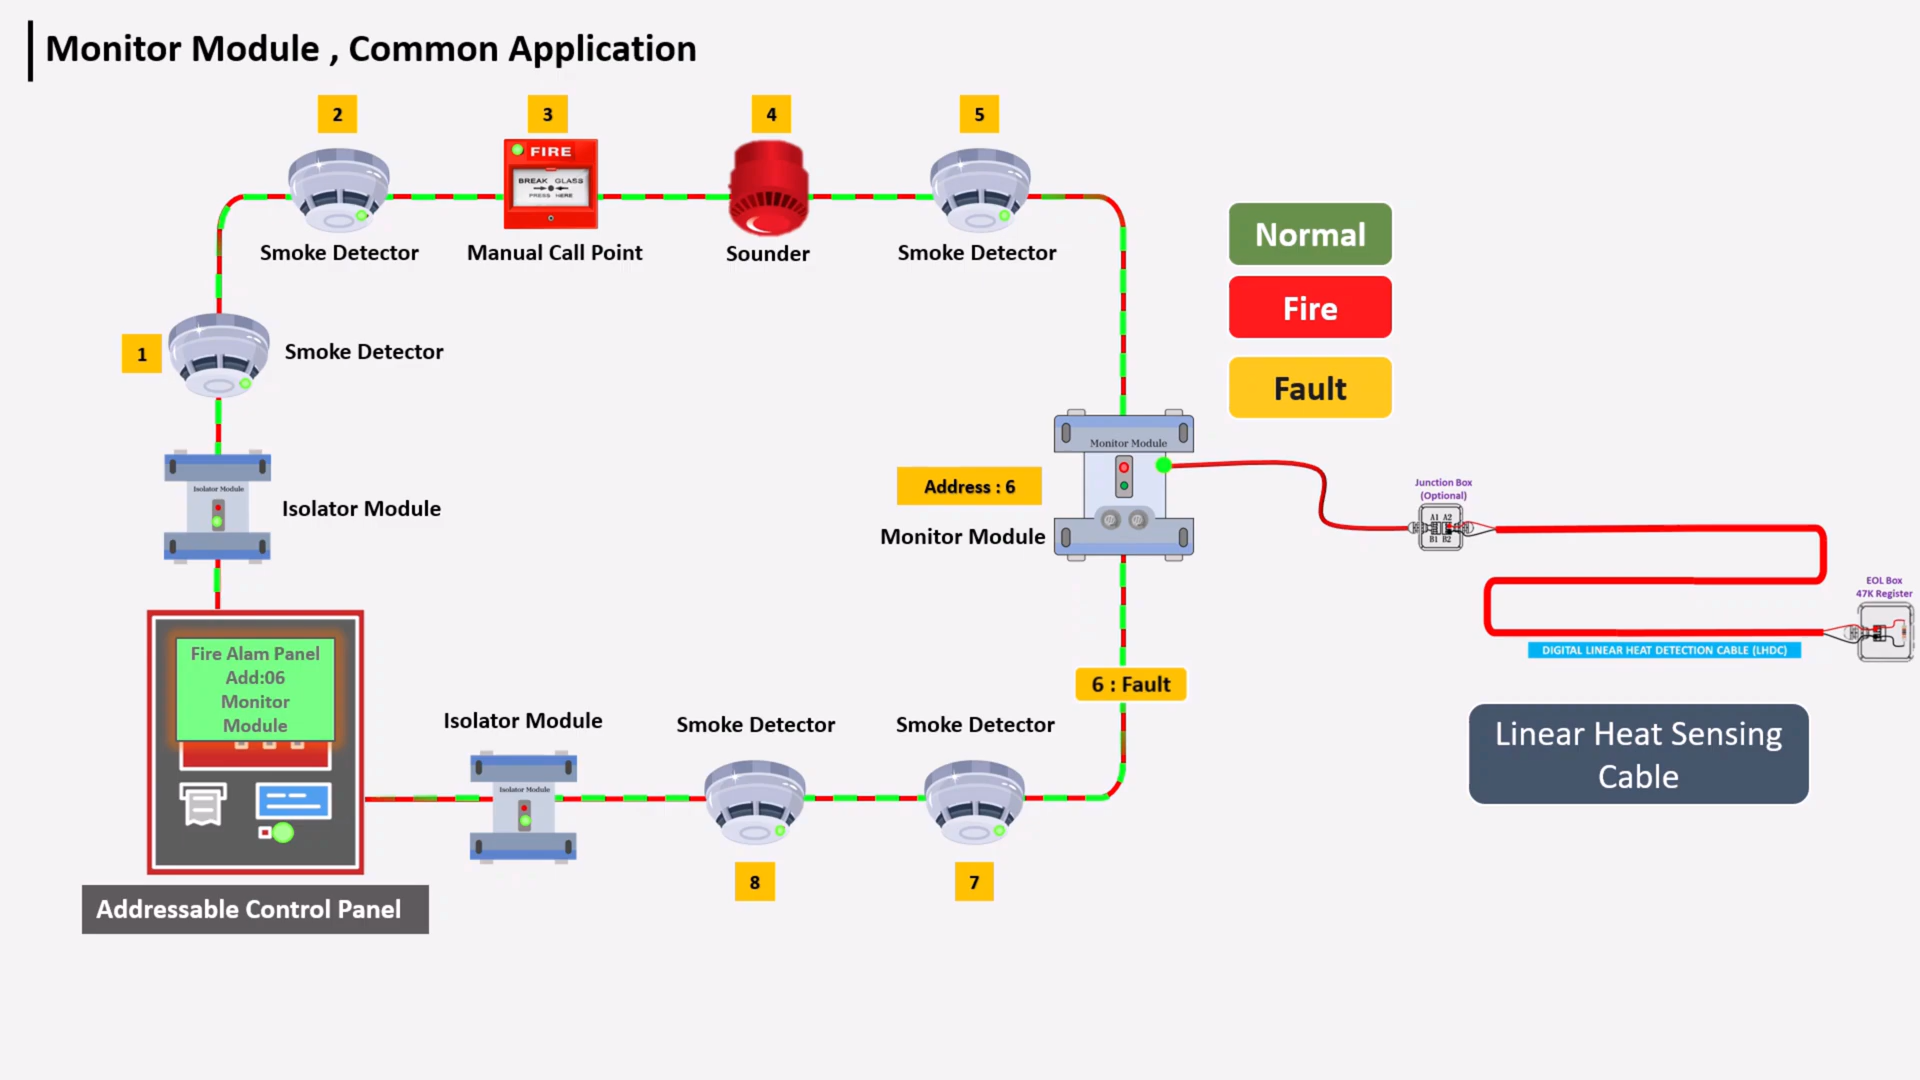 Monitor Module , Common Application
2
3
4
5
FIRE
BREAK GLASS
PRESS HERE
Smoke Detector
Manual Call Point
Sounder
Smoke Detector
Normal
Fire
Fault
1
Smoke Detector
Monitor Module
Address : 6
Monitor Module
Isolator Module
Isolator Module
Junction Box
(Optional)
A1 A2
B1 B2
EOL Box
47K Register
DIGITAL LINEAR HEAT DETECTION CABLE (LHDC)
Fire Alam Panel
Add:06
Monitor
Module
6 : Fault
Isolator Module
Smoke Detector
Smoke Detector
Isolator Module
Linear Heat Sensing
Cable
8
7
Addressable Control Panel